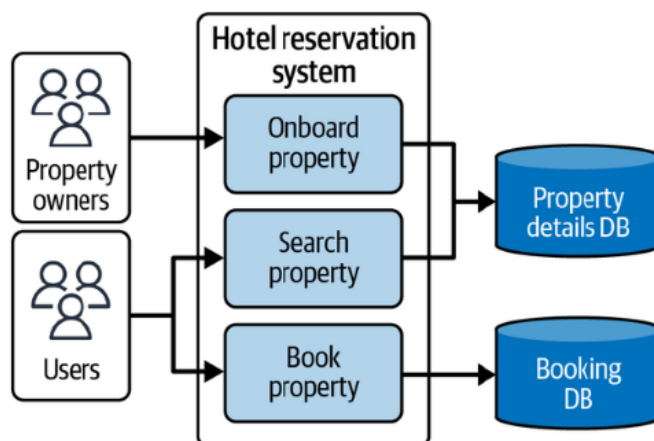 Hotel reservation
system
Property
owners
Onboard
property
Property
details DB
Search
property
Users
Book
property
Booking
DB